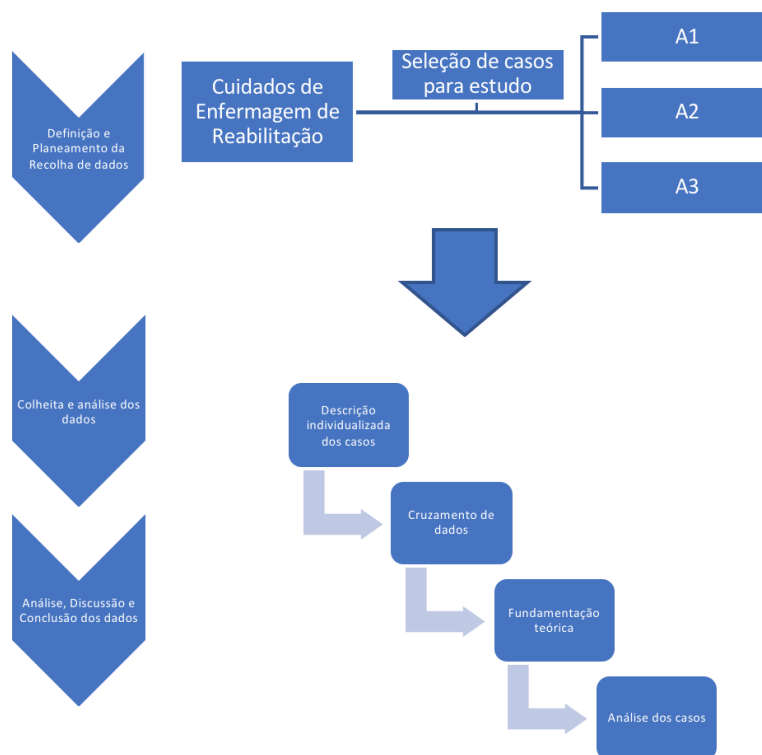 Definição e
Planeamento da
Recolha de dados
Cuidados de
Enfermagem de
Reabilitação
Seleção de casos
para estudo
A1
A2
A3
Colheita e análise dos
dados
Descrição
individualizada
dos casos
Cruzamento de
dados
Análise, Discussão e
Conclusão dos dados
Fundamentação
teórica
Análise dos casos